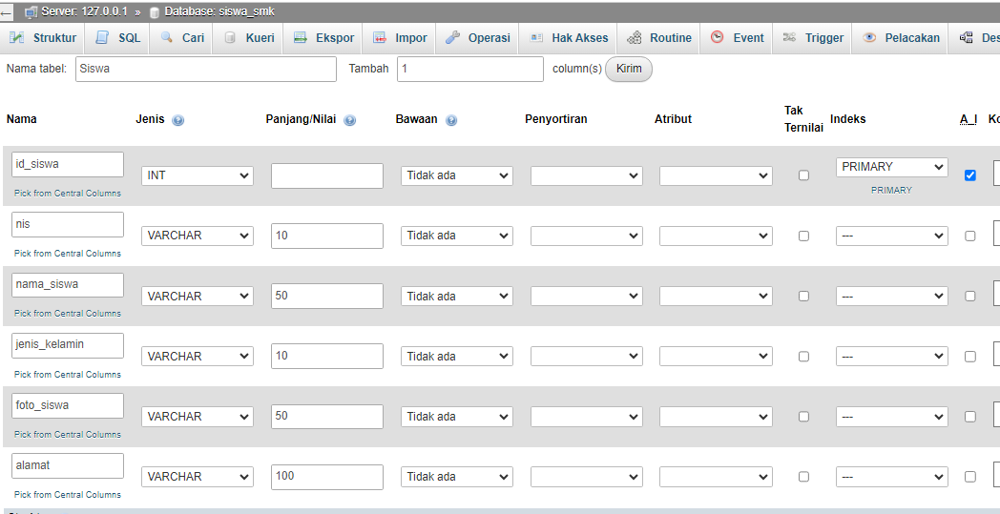 ← Server: 127.0.0.1 » Database: siswa_smk
Struktur SQL Cari Kueri Ekspor Impor Operasi Hak Akses Routine Event Trigger Pelacakan Des
Nama tabel: Siswa Tambah 1 column(s) Kirim
Nama Jenis Panjang/Nilai Bawaan Penyortiran Atribut Tak Ternilai Indeks A_I Ko
id_siswa INT Tidak ada PRIMARY
Pick from Central Columns PRIMARY
nis VARCHAR 10 Tidak ada ---
Pick from Central Columns
nama_siswa VARCHAR 50 Tidak ada ---
Pick from Central Columns
jenis_kelamin VARCHAR 10 Tidak ada ---
Pick from Central Columns
foto_siswa VARCHAR 50 Tidak ada ---
Pick from Central Columns
alamat VARCHAR 100 Tidak ada ---
Pick from Central Columns